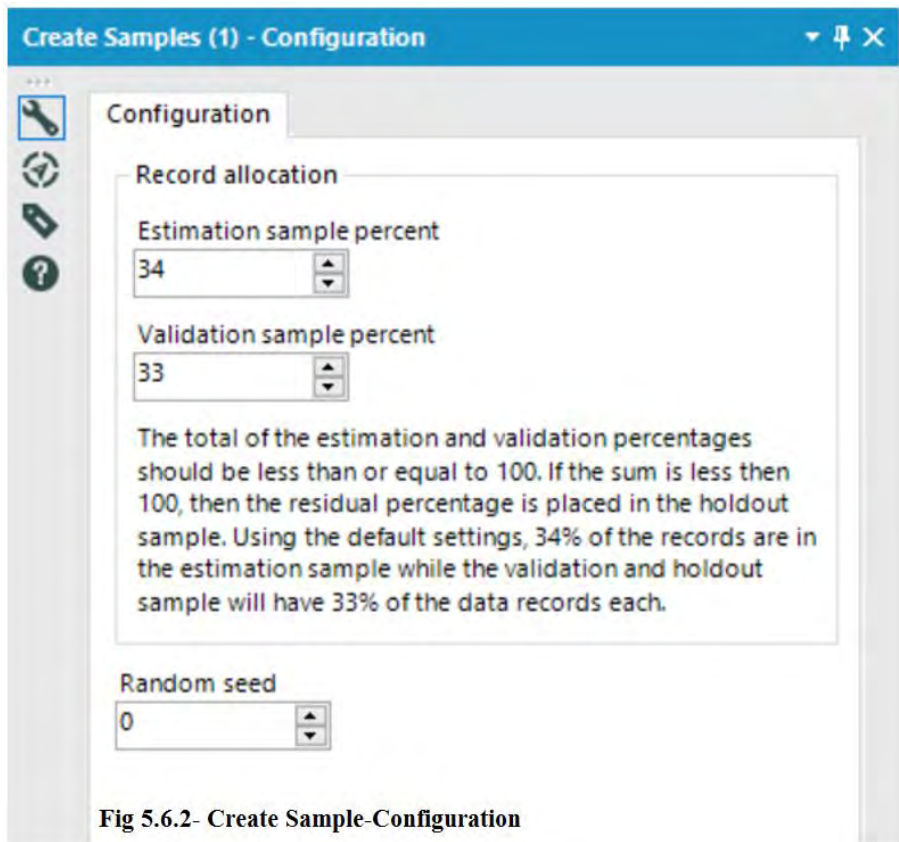 Create Samples (1) - Configuration
Configuration
Record allocation
Estimation sample percent
34
Validation sample percent
33
The total of the estimation and validation percentages
should be less than or equal to 100. If the sum is less then
100, then the residual percentage is placed in the holdout
sample. Using the default settings, 34% of the records are in
the estimation sample while the validation and holdout
sample will have 33% of the data records each.
Random seed
0
Fig 5.6.2- Create Sample-Configuration